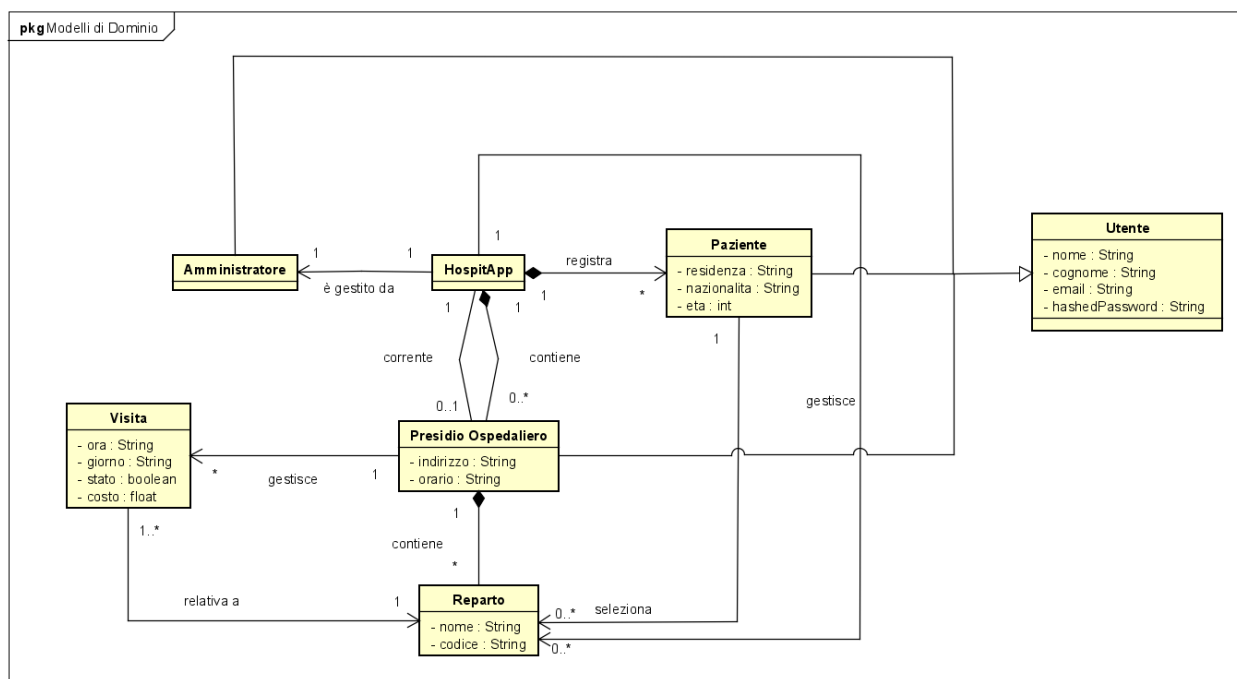 pkg Modelli di Dominio
Utente
- nome : String
- cognome : String
- email : String
- hashedPassword : String
Paziente
- residenza : String
- nazionalita : String
- eta : int
Amministratore
1
1
è gestito da
HospitApp
1
registra
1
*
1
1
1
corrente
contiene
0..1
0..*
gestisce
Visita
- ora : String
- giorno : String
- stato : boolean
- costo : float
Presidio Ospedaliero
- indirizzo : String
- orario : String
*
gestisce
1
1
contiene
*
1..*
relativa a
1
Reparto
- nome : String
- codice : String
0..*
seleziona
0..*